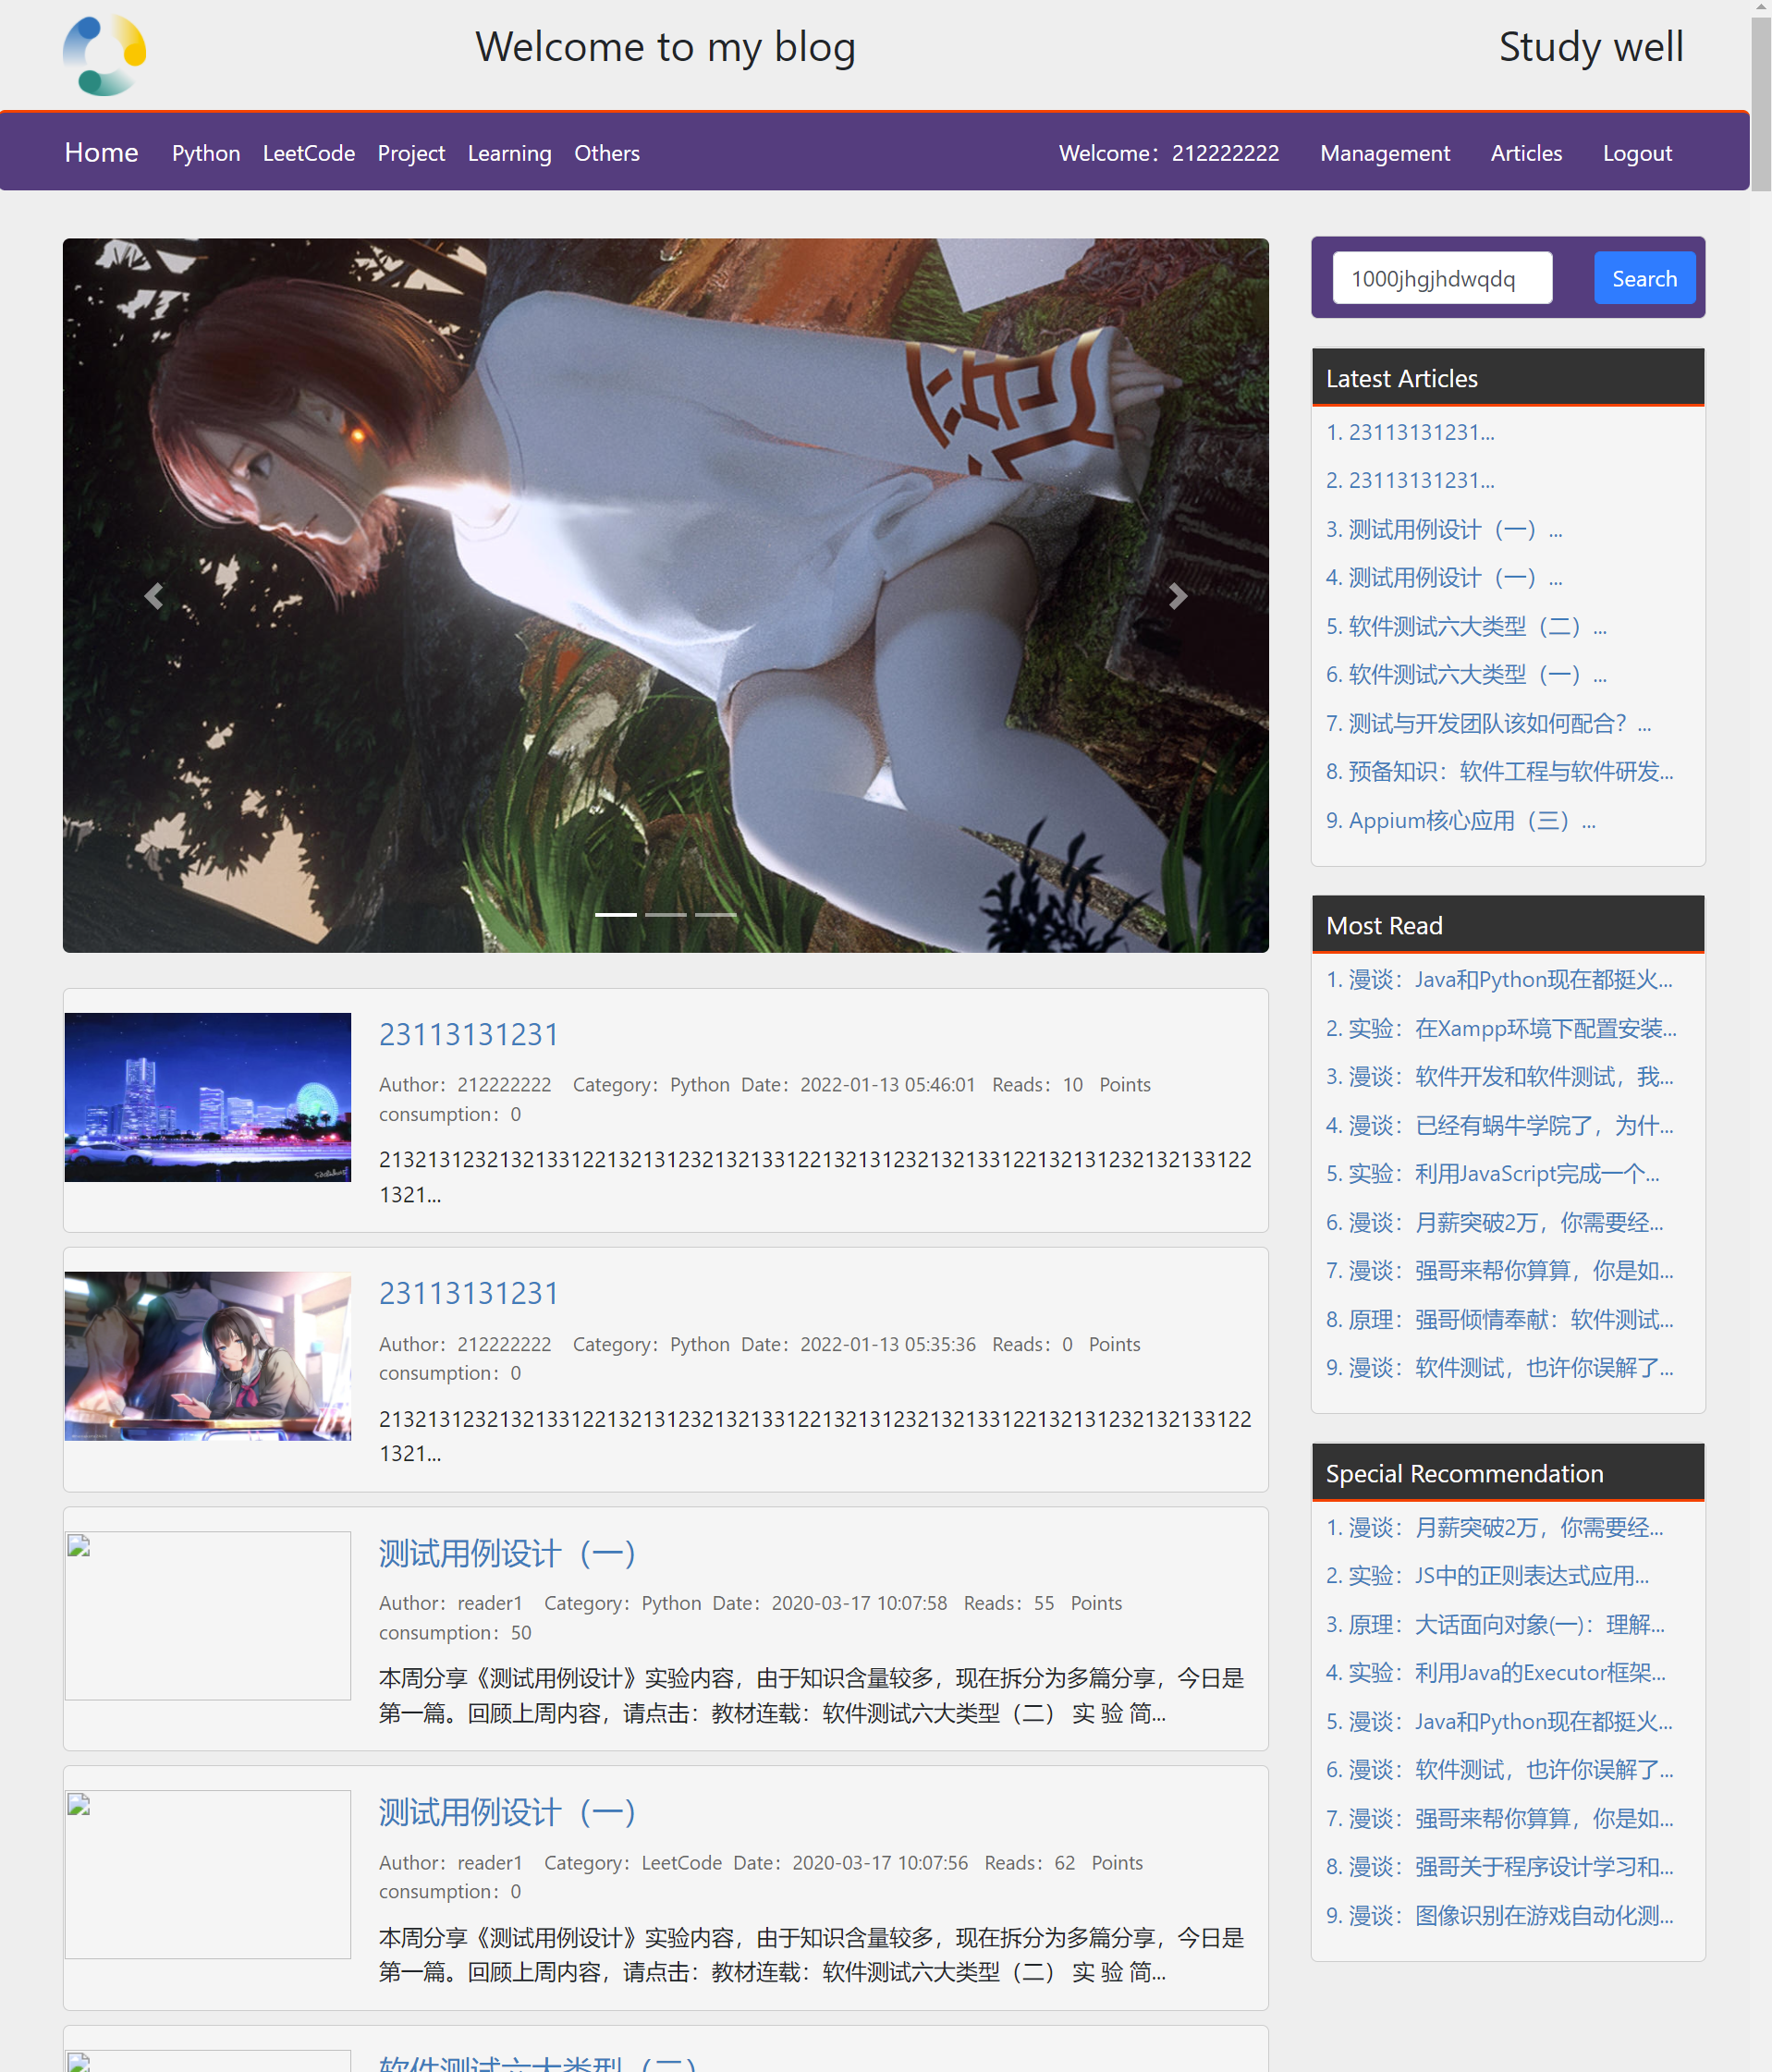 Welcome to my blog
Study well
Home Python LeetCode Project Learning Others Welcome：212222222 Management Articles Logout
1000jhgjhdwqdq Search
23113131231
Author：212222222 Category：Python Date：2022-01-13 05:46:01 Reads：10 Points
consumption：0
2132131232132133122132131232132133122132131232132133122132131232132133122
1321...
23113131231
Author：212222222 Category：Python Date：2022-01-13 05:35:36 Reads：0 Points
consumption：0
2132131232132133122132131232132133122132131232132133122132131232132133122
1321...
测试用例设计（一）
Author：reader1 Category：Python Date：2020-03-17 10:07:58 Reads：55 Points
consumption：50
本周分享《测试用例设计》实验内容，由于知识含量较多，现在拆分为多篇分享，今日是
第一篇。回顾上周内容，请点击：教材连载：软件测试六大类型（二） 实 验 简...
测试用例设计（一）
Author：reader1 Category：LeetCode Date：2020-03-17 10:07:56 Reads：62 Points
consumption：0
本周分享《测试用例设计》实验内容，由于知识含量较多，现在拆分为多篇分享，今日是
第一篇。回顾上周内容，请点击：教材连载：软件测试六大类型（二） 实 验 简...
软件测试六大类型（二）
Latest Articles
1. 23113131231...
2. 23113131231...
3. 测试用例设计（一）...
4. 测试用例设计（一）...
5. 软件测试六大类型（二）...
6. 软件测试六大类型（一）...
7. 测试与开发团队该如何配合？...
8. 预备知识：软件工程与软件研发...
9. Appium核心应用（三）...
Most Read
1. 漫谈：Java和Python现在都挺火...
2. 实验：在Xampp环境下配置安装...
3. 漫谈：软件开发和软件测试，我...
4. 漫谈：已经有蜗牛学院了，为什...
5. 实验：利用JavaScript完成一个...
6. 漫谈：月薪突破2万，你需要经...
7. 漫谈：强哥来帮你算算，你是如...
8. 原理：强哥倾情奉献：软件测试...
9. 漫谈：软件测试，也许你误解了...
Special Recommendation
1. 漫谈：月薪突破2万，你需要经...
2. 实验：JS中的正则表达式应用...
3. 原理：大话面向对象(一)：理解...
4. 实验：利用Java的Executor框架...
5. 漫谈：Java和Python现在都挺火...
6. 漫谈：软件测试，也许你误解了...
7. 漫谈：强哥来帮你算算，你是如...
8. 漫谈：强哥关于程序设计学习和...
9. 漫谈：图像识别在游戏自动化测...